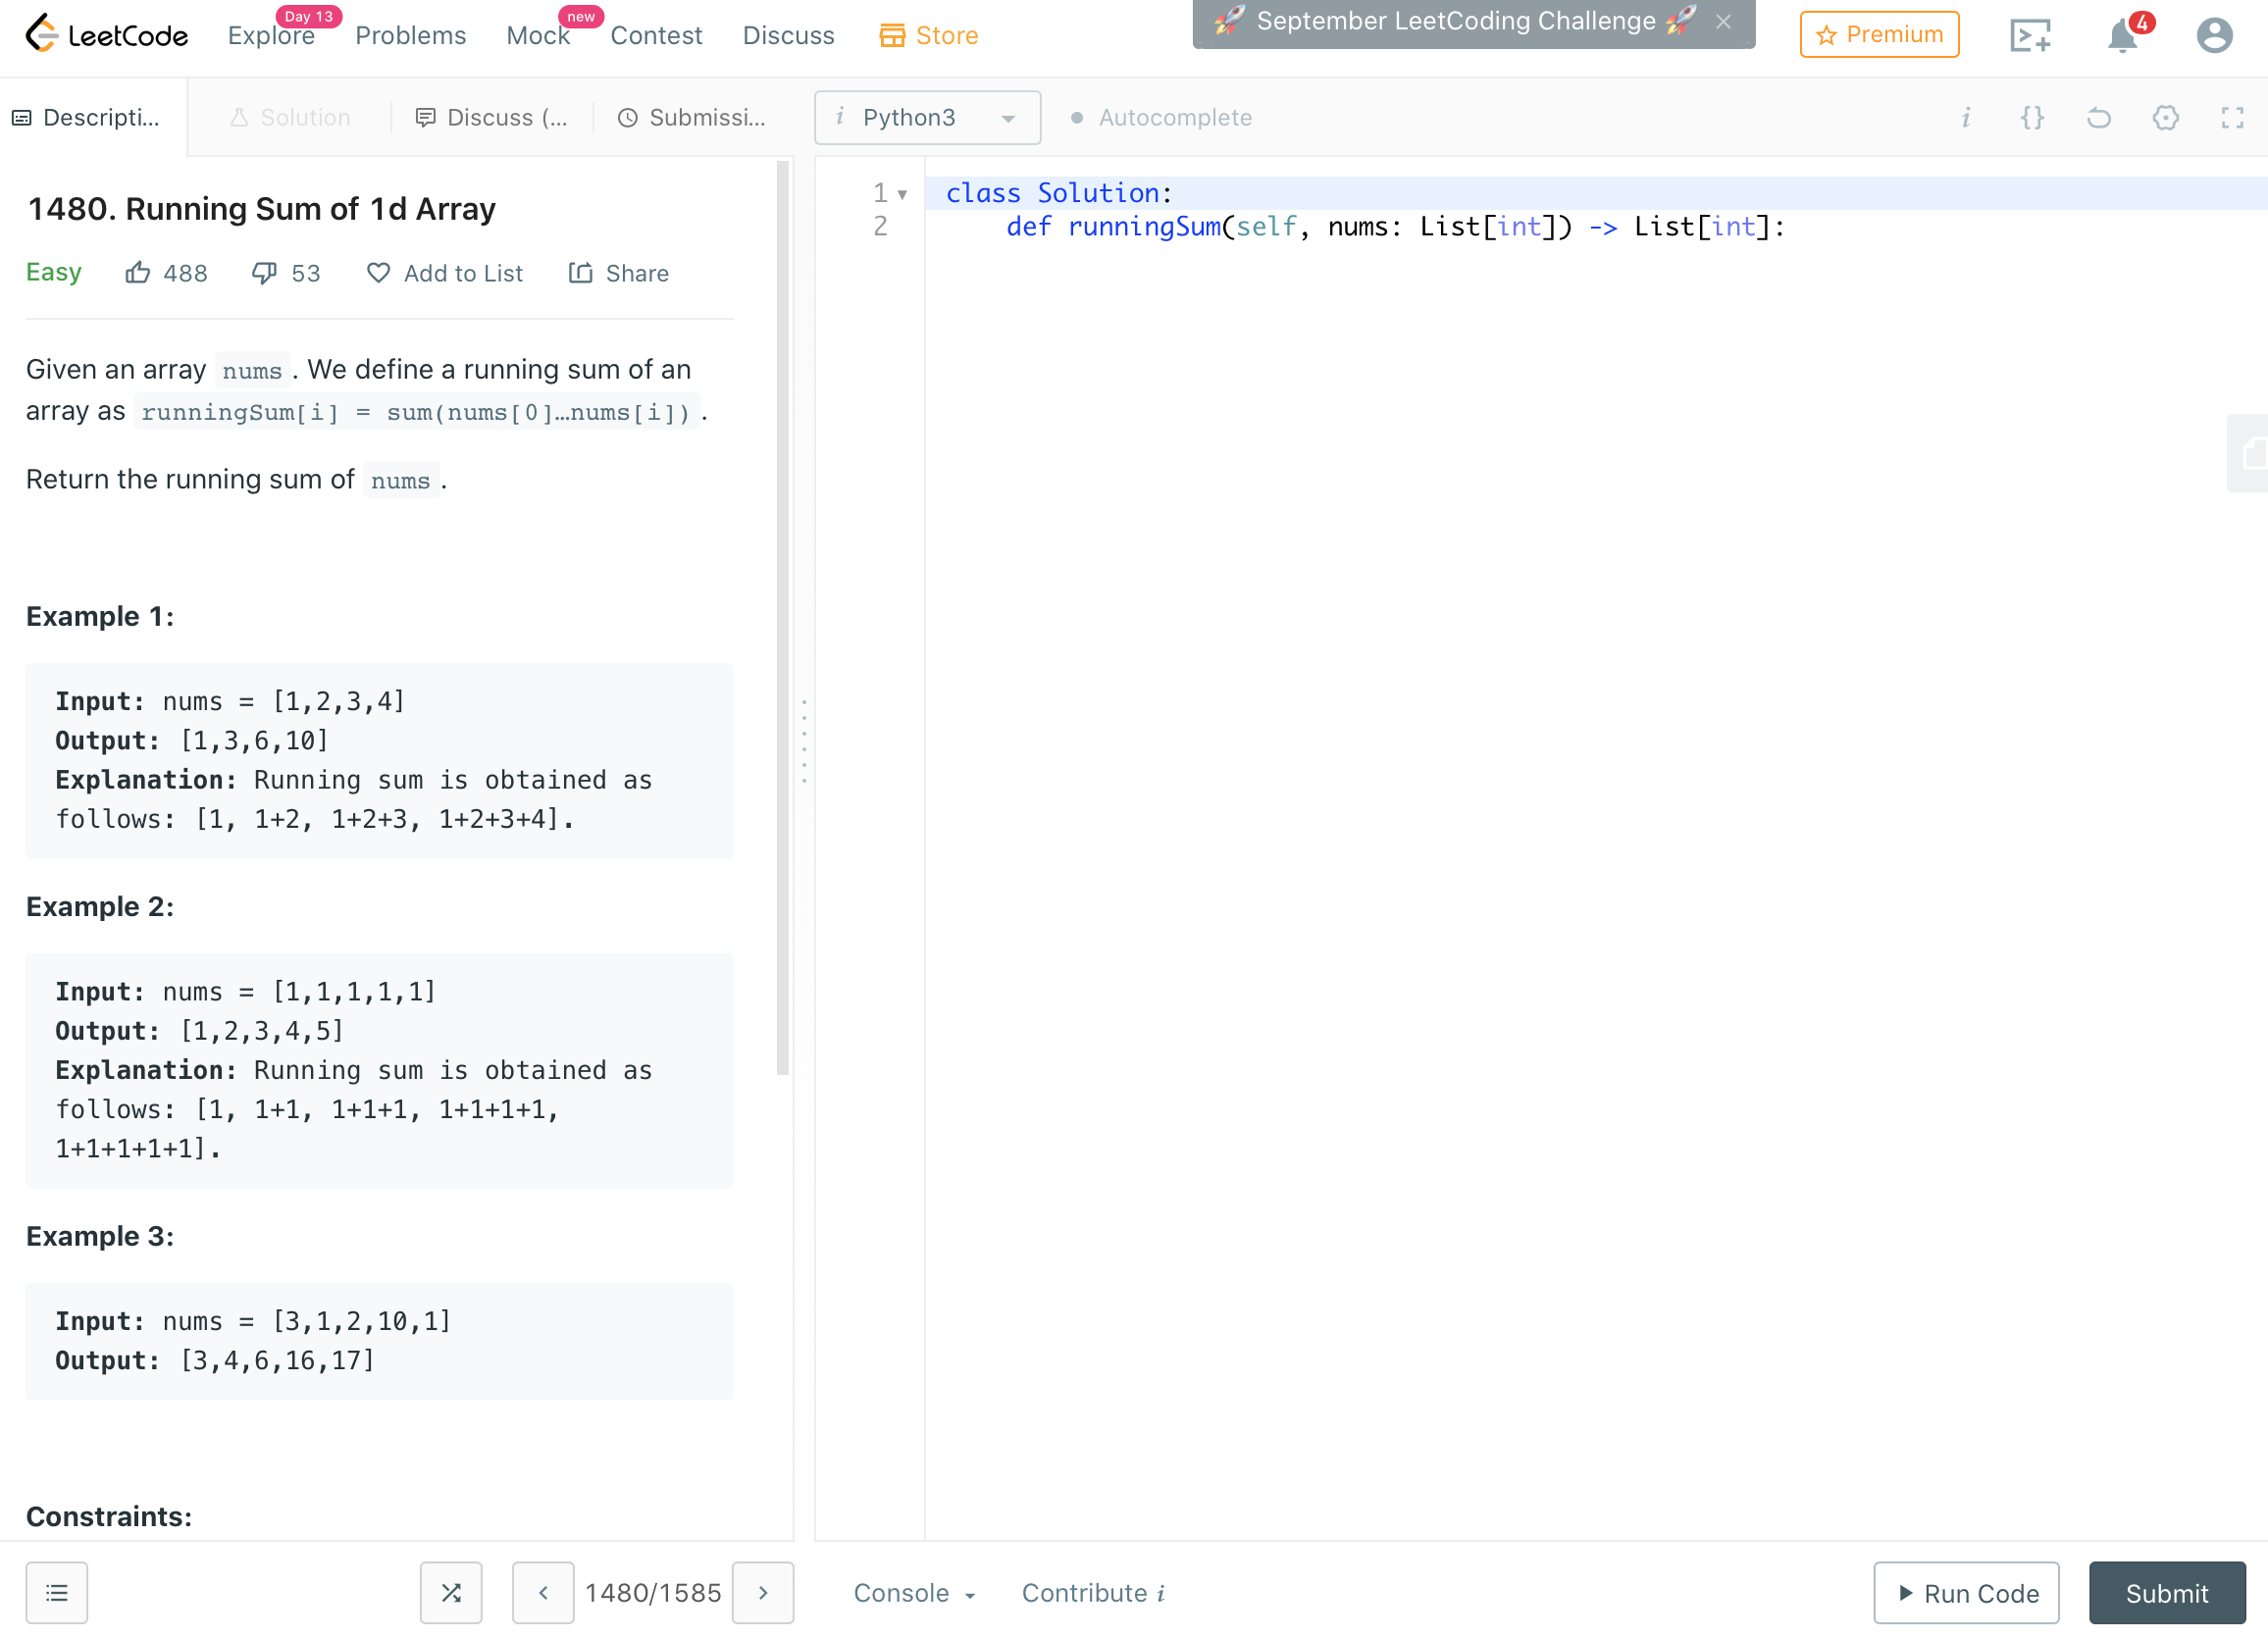 LeetCode
Explore
Day 13
Problems
Mock
new
Contest
Discuss
Store
🚀 September LeetCoding Challenge 🚀
Premium
4
Descripti...
Solution
Discuss (...
Submissi...
i Python3
Autocomplete
i {}
1480. Running Sum of 1d Array
Easy 488 53 Add to List Share
Given an array nums. We define a running sum of an
array as runningSum[i] = sum(nums[0]…nums[i]).
Return the running sum of nums.
Example 1:
Input: nums = [1,2,3,4]
Output: [1,3,6,10]
Explanation: Running sum is obtained as
follows: [1, 1+2, 1+2+3, 1+2+3+4].
Example 2:
Input: nums = [1,1,1,1,1]
Output: [1,2,3,4,5]
Explanation: Running sum is obtained as
follows: [1, 1+1, 1+1+1, 1+1+1+1,
1+1+1+1+1].
Example 3:
Input: nums = [3,1,2,10,1]
Output: [3,4,6,16,17]
Constraints:
1 class Solution:
2     def runningSum(self, nums: List[int]) -> List[int]:
1480/1585
Console
Contribute i
Run Code
Submit